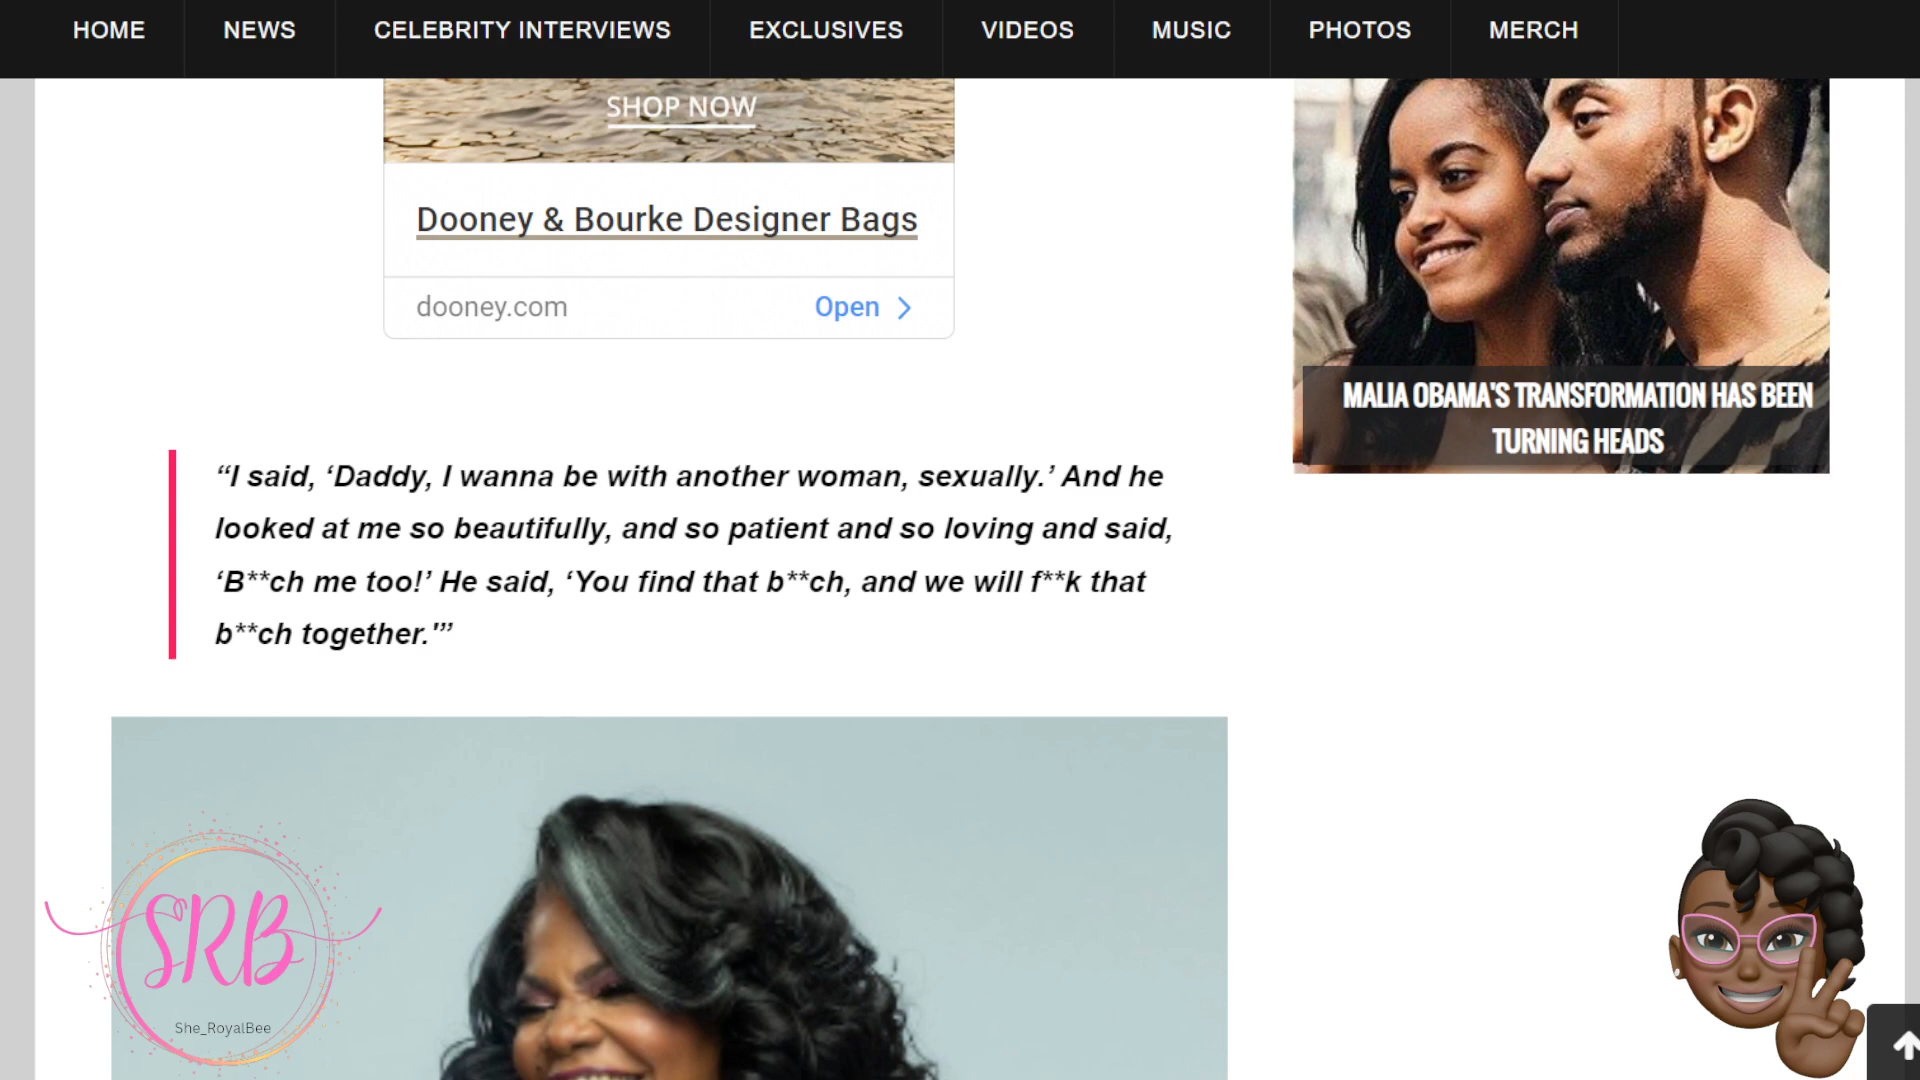 HOME NEWS CELEBRITY INTERVIEWS EXCLUSIVES VIDEOS MUSIC PHOTOS MERCH
SHOP NOW
Dooney & Bourke Designer Bags
dooney.com Open
MALIA OBAMA'S TRANSFORMATION HAS BEEN
TURNING HEADS
“I said, ‘Daddy, I wanna be with another woman, sexually.’ And he
looked at me so beautifully, and so patient and so loving and said,
‘B**ch me too!’ He said, ‘You find that b**ch, and we will f**k that
b**ch together.'”
SRB
She_RoyalBee